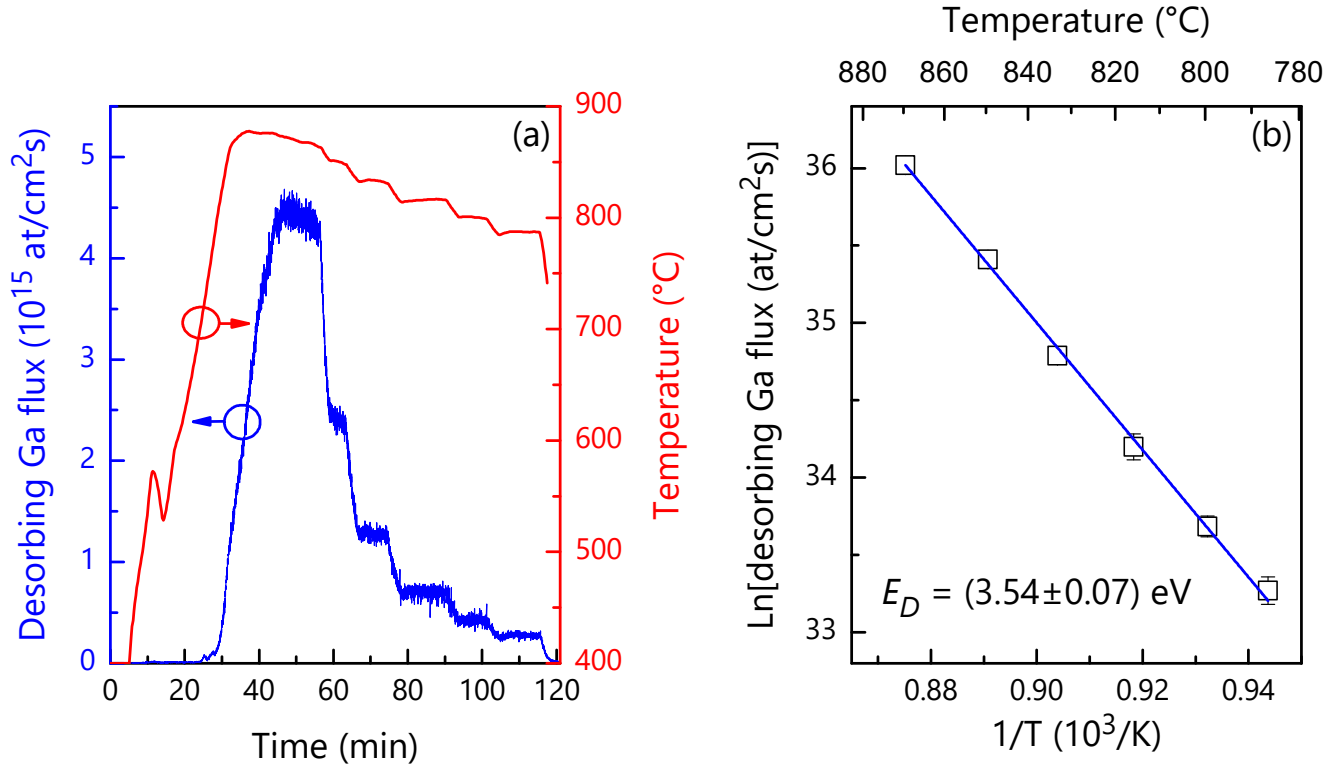 (a)
Desorbing Ga flux (10¹⁵ at/cm²s)
5
4
3
2
1
0
900
800
700
600
500
400
Temperature (°C)
0 20 40 60 80 100 120
Time (min)
Temperature (°C)
880 860 840 820 800 780
(b)
Ln[desorbing Ga flux (at/cm²s)]
36
35
34
33
E_D = (3.54±0.07) eV
0.88 0.90 0.92 0.94
1/T (10³/K)